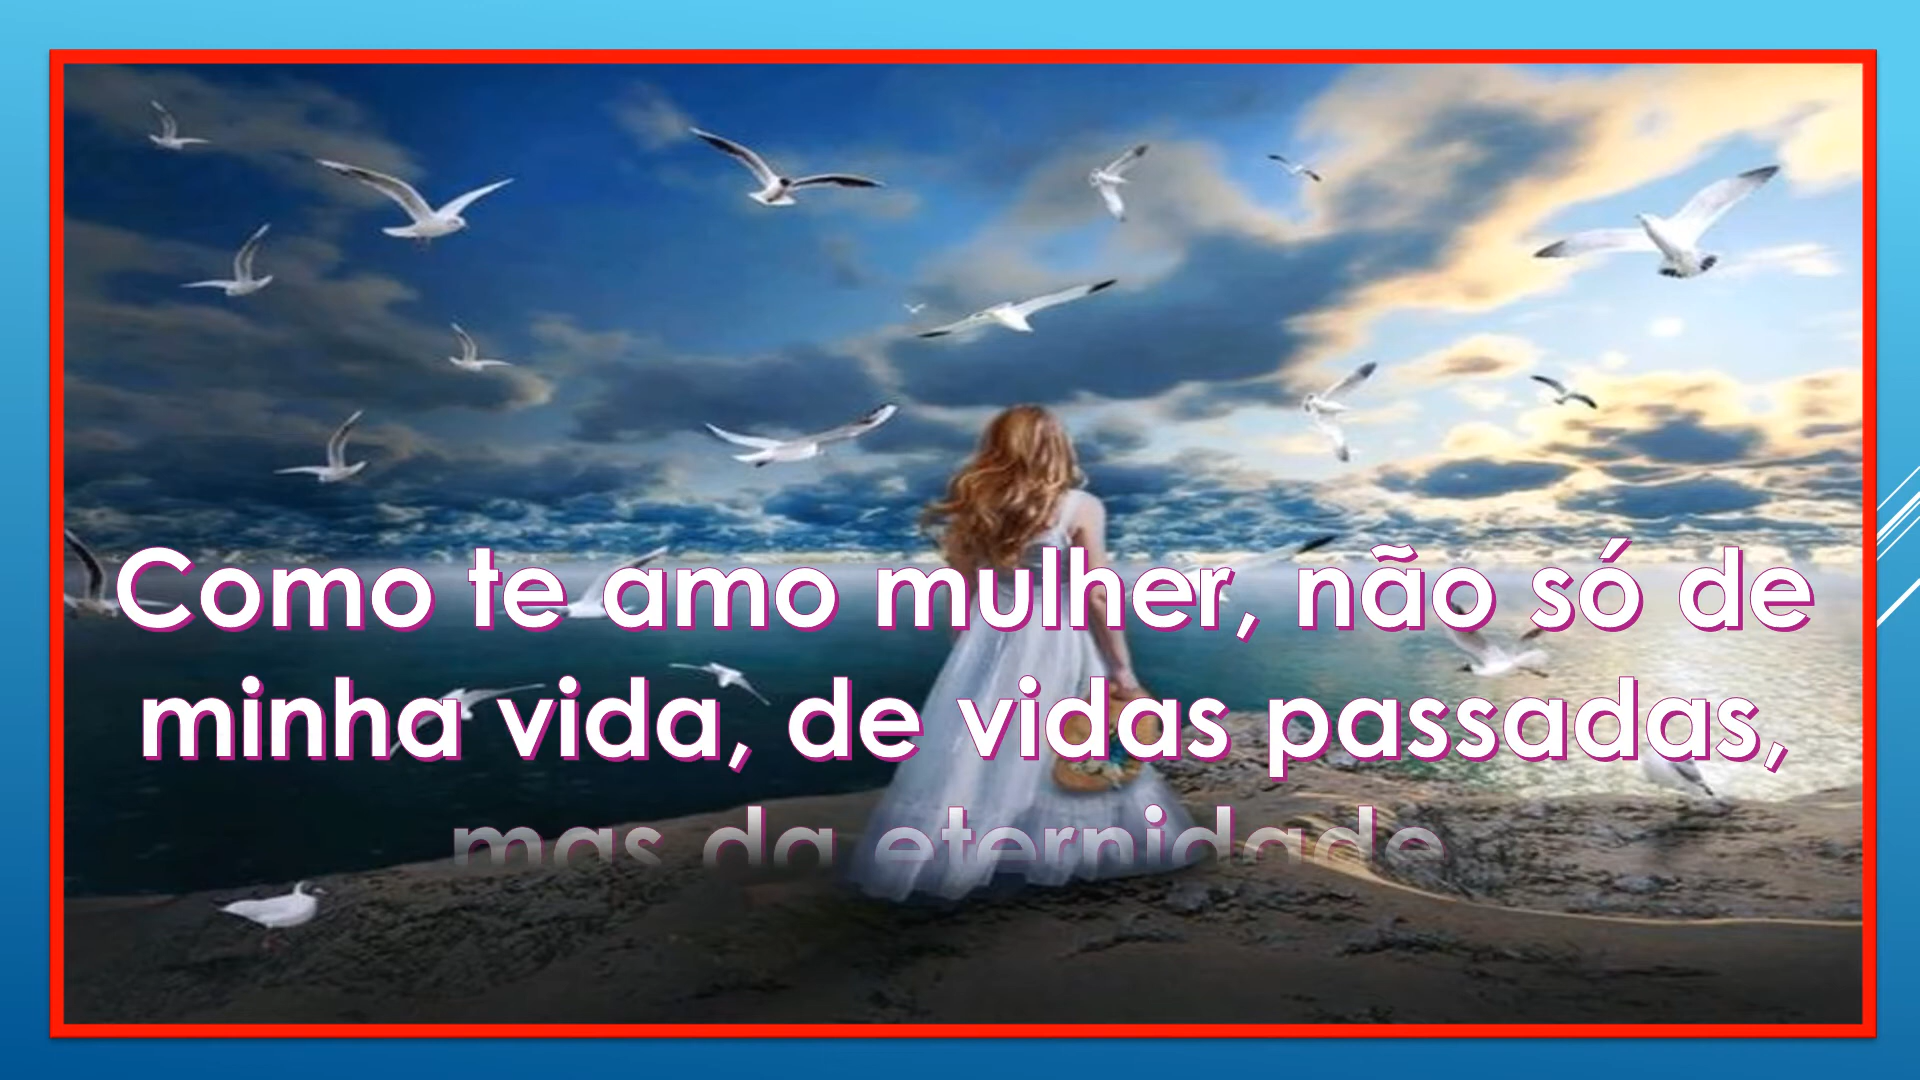 Como te amo mulher, não só de
minha vida, de vidas passadas,
mas da eternidade